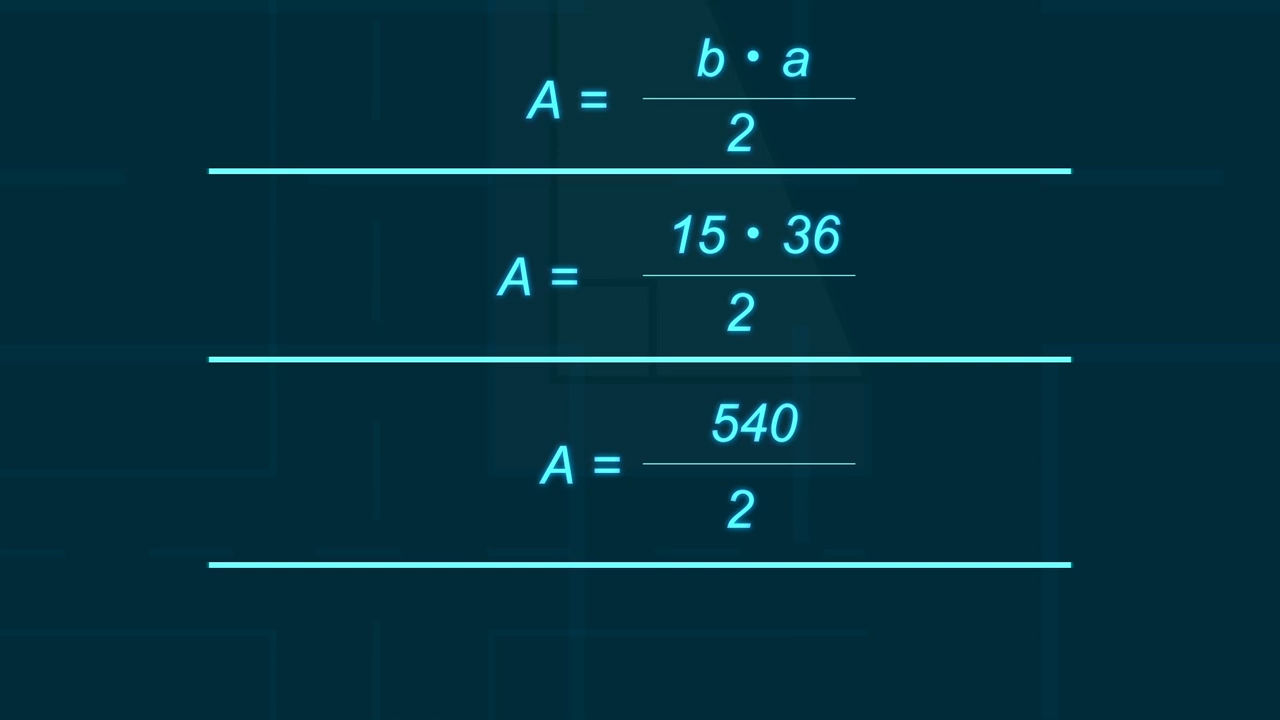 A = b • a
2
A = 15 • 36
2
A = 540
2